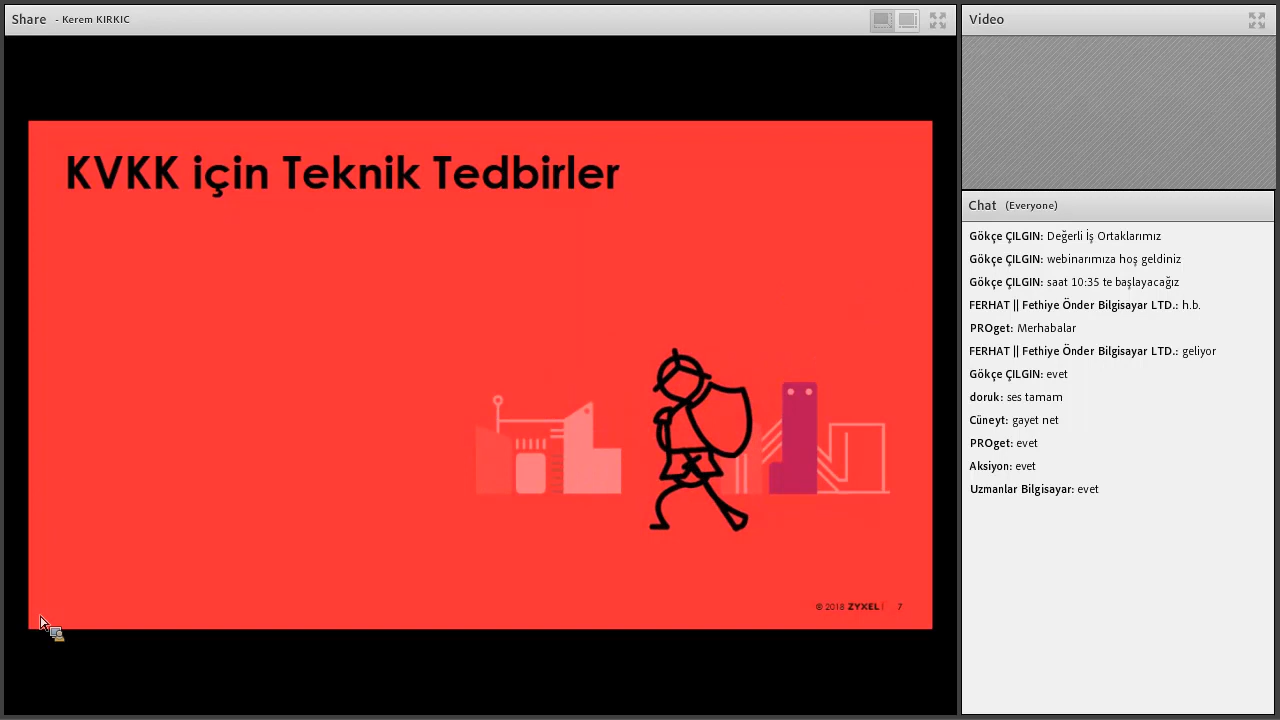 Share - Kerem KIRKIC
KVKK için Teknik Tedbirler
© 2018 ZYXEL 7
Video
Chat (Everyone)
Gökçe ÇILGIN: Değerli İş Ortaklarımız
Gökçe ÇILGIN: webinarımıza hoş geldiniz
Gökçe ÇILGIN: saat 10:35 te başlayacağız
FERHAT || Fethiye Önder Bilgisayar LTD.: h.b.
PROget: Merhabalar
FERHAT || Fethiye Önder Bilgisayar LTD.: geliyor
Gökçe ÇILGIN: evet
doruk: ses tamam
Cüneyt: gayet net
PROget: evet
Aksiyon: evet
Uzmanlar Bilgisayar: evet